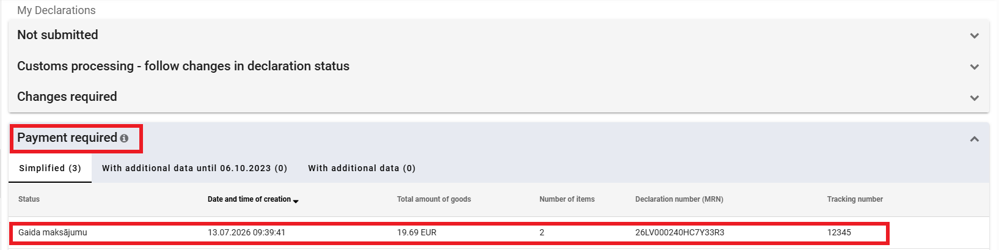 My Declarations
Not submitted
Customs processing - follow changes in declaration status
Changes required
Payment required
Simplified (3) With additional data until 06.10.2023 (0) With additional data (0)
Status Date and time of creation Total amount of goods Number of items Declaration number (MRN) Tracking number
Gaida maksājumu 13.07.2026 09:39:41 19.69 EUR 2 26LV000240HC7Y33R3 12345